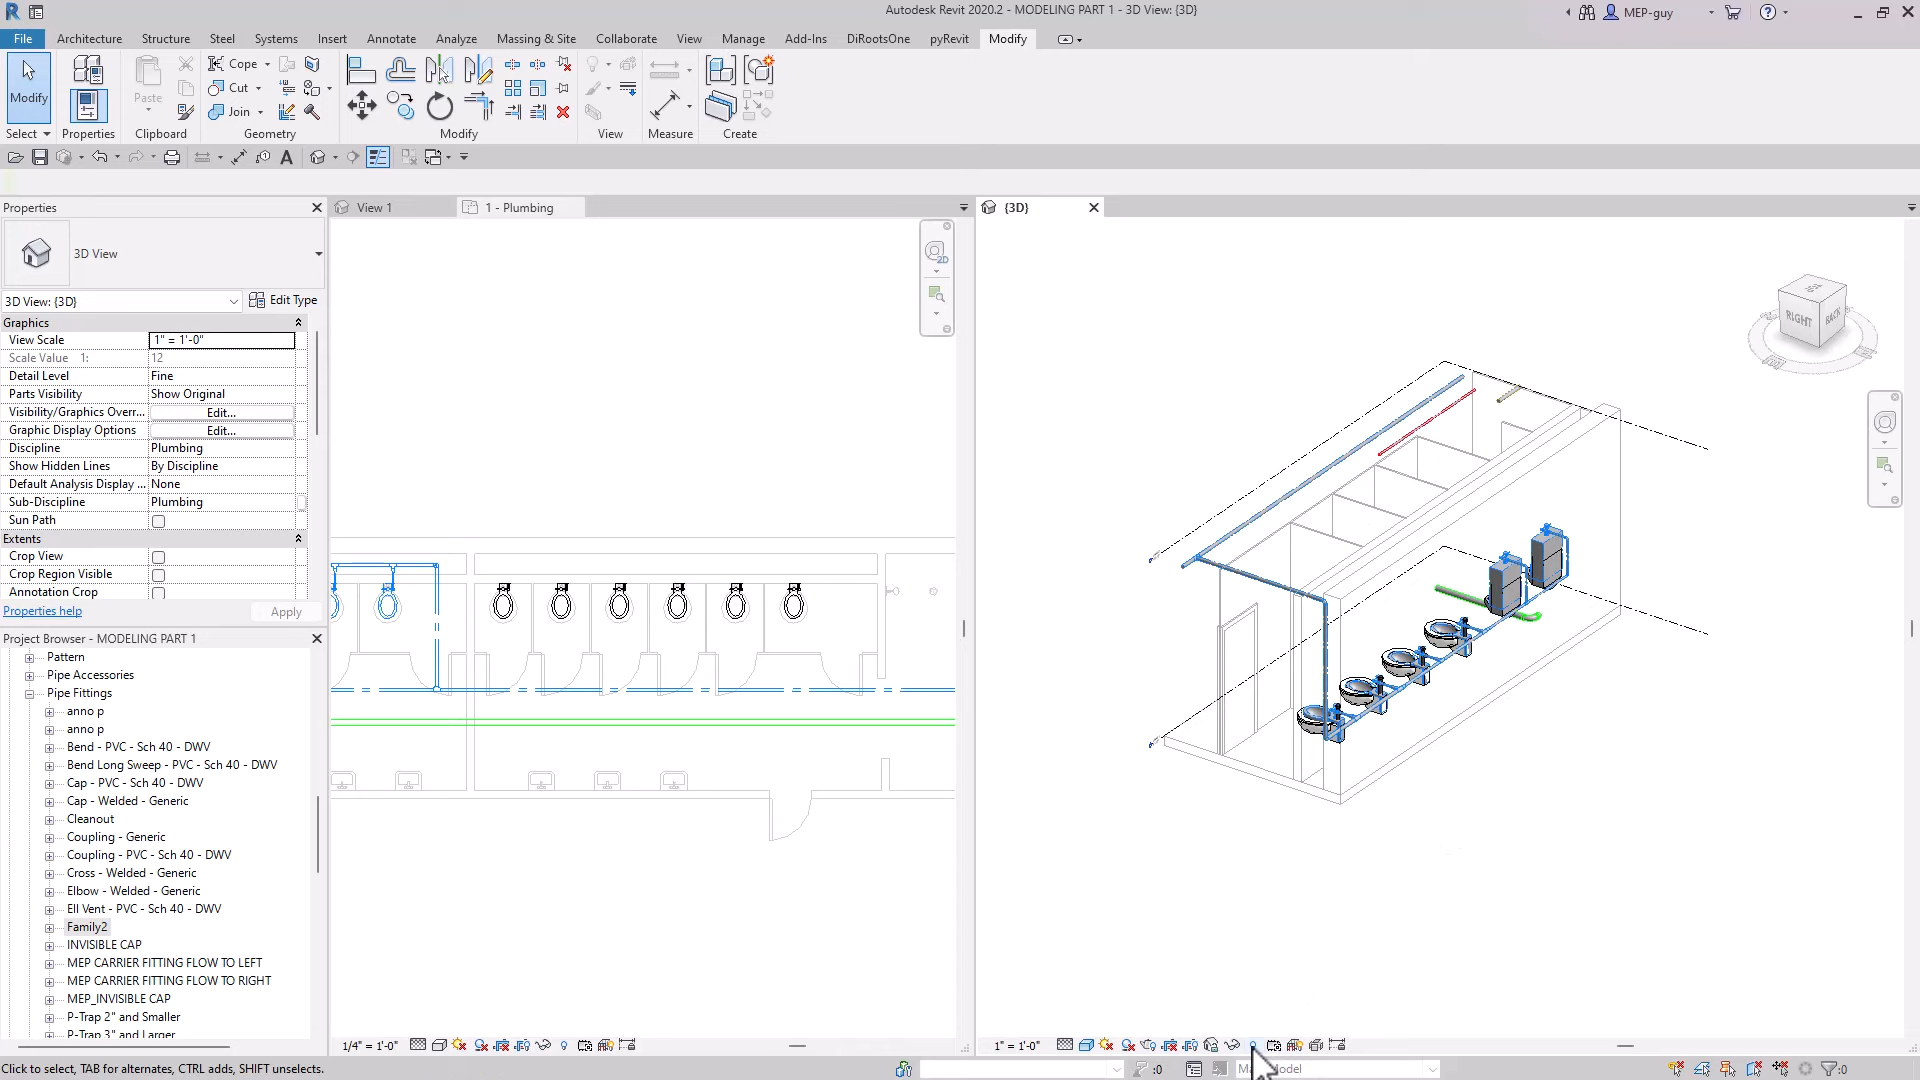 Autodesk Revit 2020.2 - MODELING PART 1 - 3D View: {3D}
MEP-guy
File Architecture Structure Steel Systems Insert Annotate Analyze Massing & Site Collaborate View Manage Add-Ins DiRootsOne pyRevit Modify
Modify
Paste
Cope
Cut
Join
Select Properties Clipboard Geometry Modify View Measure Create
Properties
View 1
1 - Plumbing
{3D}
3D View
3D View: {3D}
Edit Type
Graphics
View Scale 1" = 1'-0"
Scale Value 1: 12
Detail Level Fine
Parts Visibility Show Original
Visibility/Graphics Overr... Edit...
Graphic Display Options Edit...
Discipline Plumbing
Show Hidden Lines By Discipline
Default Analysis Display ... None
Sub-Discipline Plumbing
Sun Path
Extents
Crop View
Crop Region Visible
Annotation Crop
Properties help
Apply
Project Browser - MODELING PART 1
Pattern
Pipe Accessories
Pipe Fittings
anno p
anno p
Bend - PVC - Sch 40 - DWV
Bend Long Sweep - PVC - Sch 40 - DWV
Cap - PVC - Sch 40 - DWV
Cap - Welded - Generic
Cleanout
Coupling - Generic
Coupling - PVC - Sch 40 - DWV
Cross - Welded - Generic
Elbow - Welded - Generic
Ell Vent - PVC - Sch 40 - DWV
Family2
INVISIBLE CAP
MEP CARRIER FITTING FLOW TO LEFT
MEP CARRIER FITTING FLOW TO RIGHT
MEP_INVISIBLE CAP
P-Trap 2" and Smaller
P-Trap 3" and Larger
2D
RIGHT
BACK
1/4" = 1'-0"
1" = 1'-0"
Click to select, TAB for alternates, CTRL adds, SHIFT unselects.
:0
Model
:0